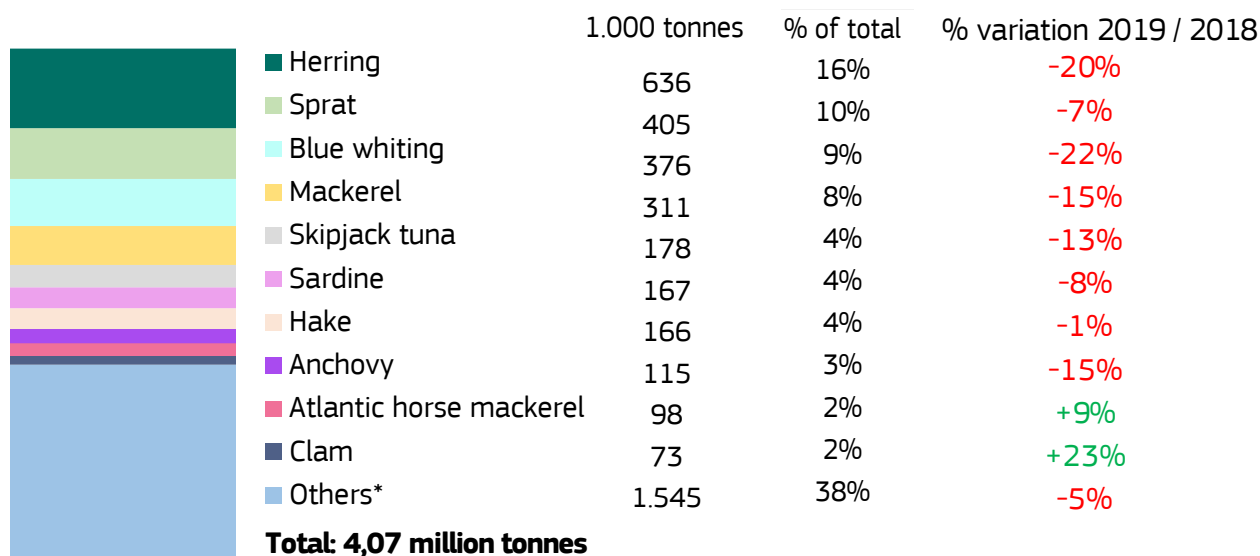 1.000 tonnes % of total % variation 2019 / 2018
Herring 636 16% -20%
Sprat 405 10% -7%
Blue whiting 376 9% -22%
Mackerel 311 8% -15%
Skipjack tuna 178 4% -13%
Sardine 167 4% -8%
Hake 166 4% -1%
Anchovy 115 3% -15%
Atlantic horse mackerel 98 2% +9%
Clam 73 2% +23%
Others* 1.545 38% -5%
Total: 4,07 million tonnes